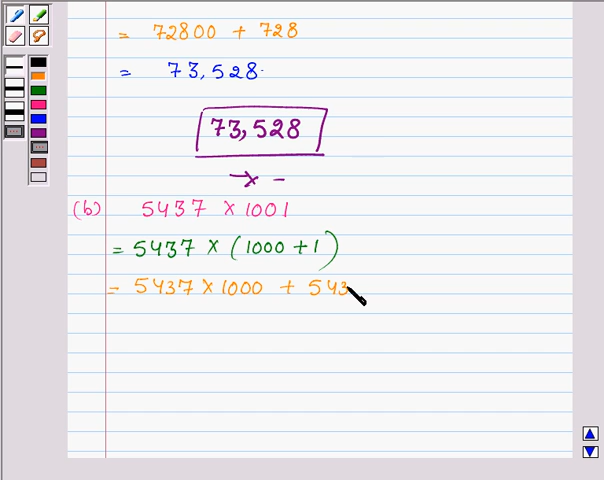 = 72800 + 728
= 73,528.
73,528
(b) 5437 × 1001
= 5437 × (1000 + 1)
= 5437 × 1000 + 543